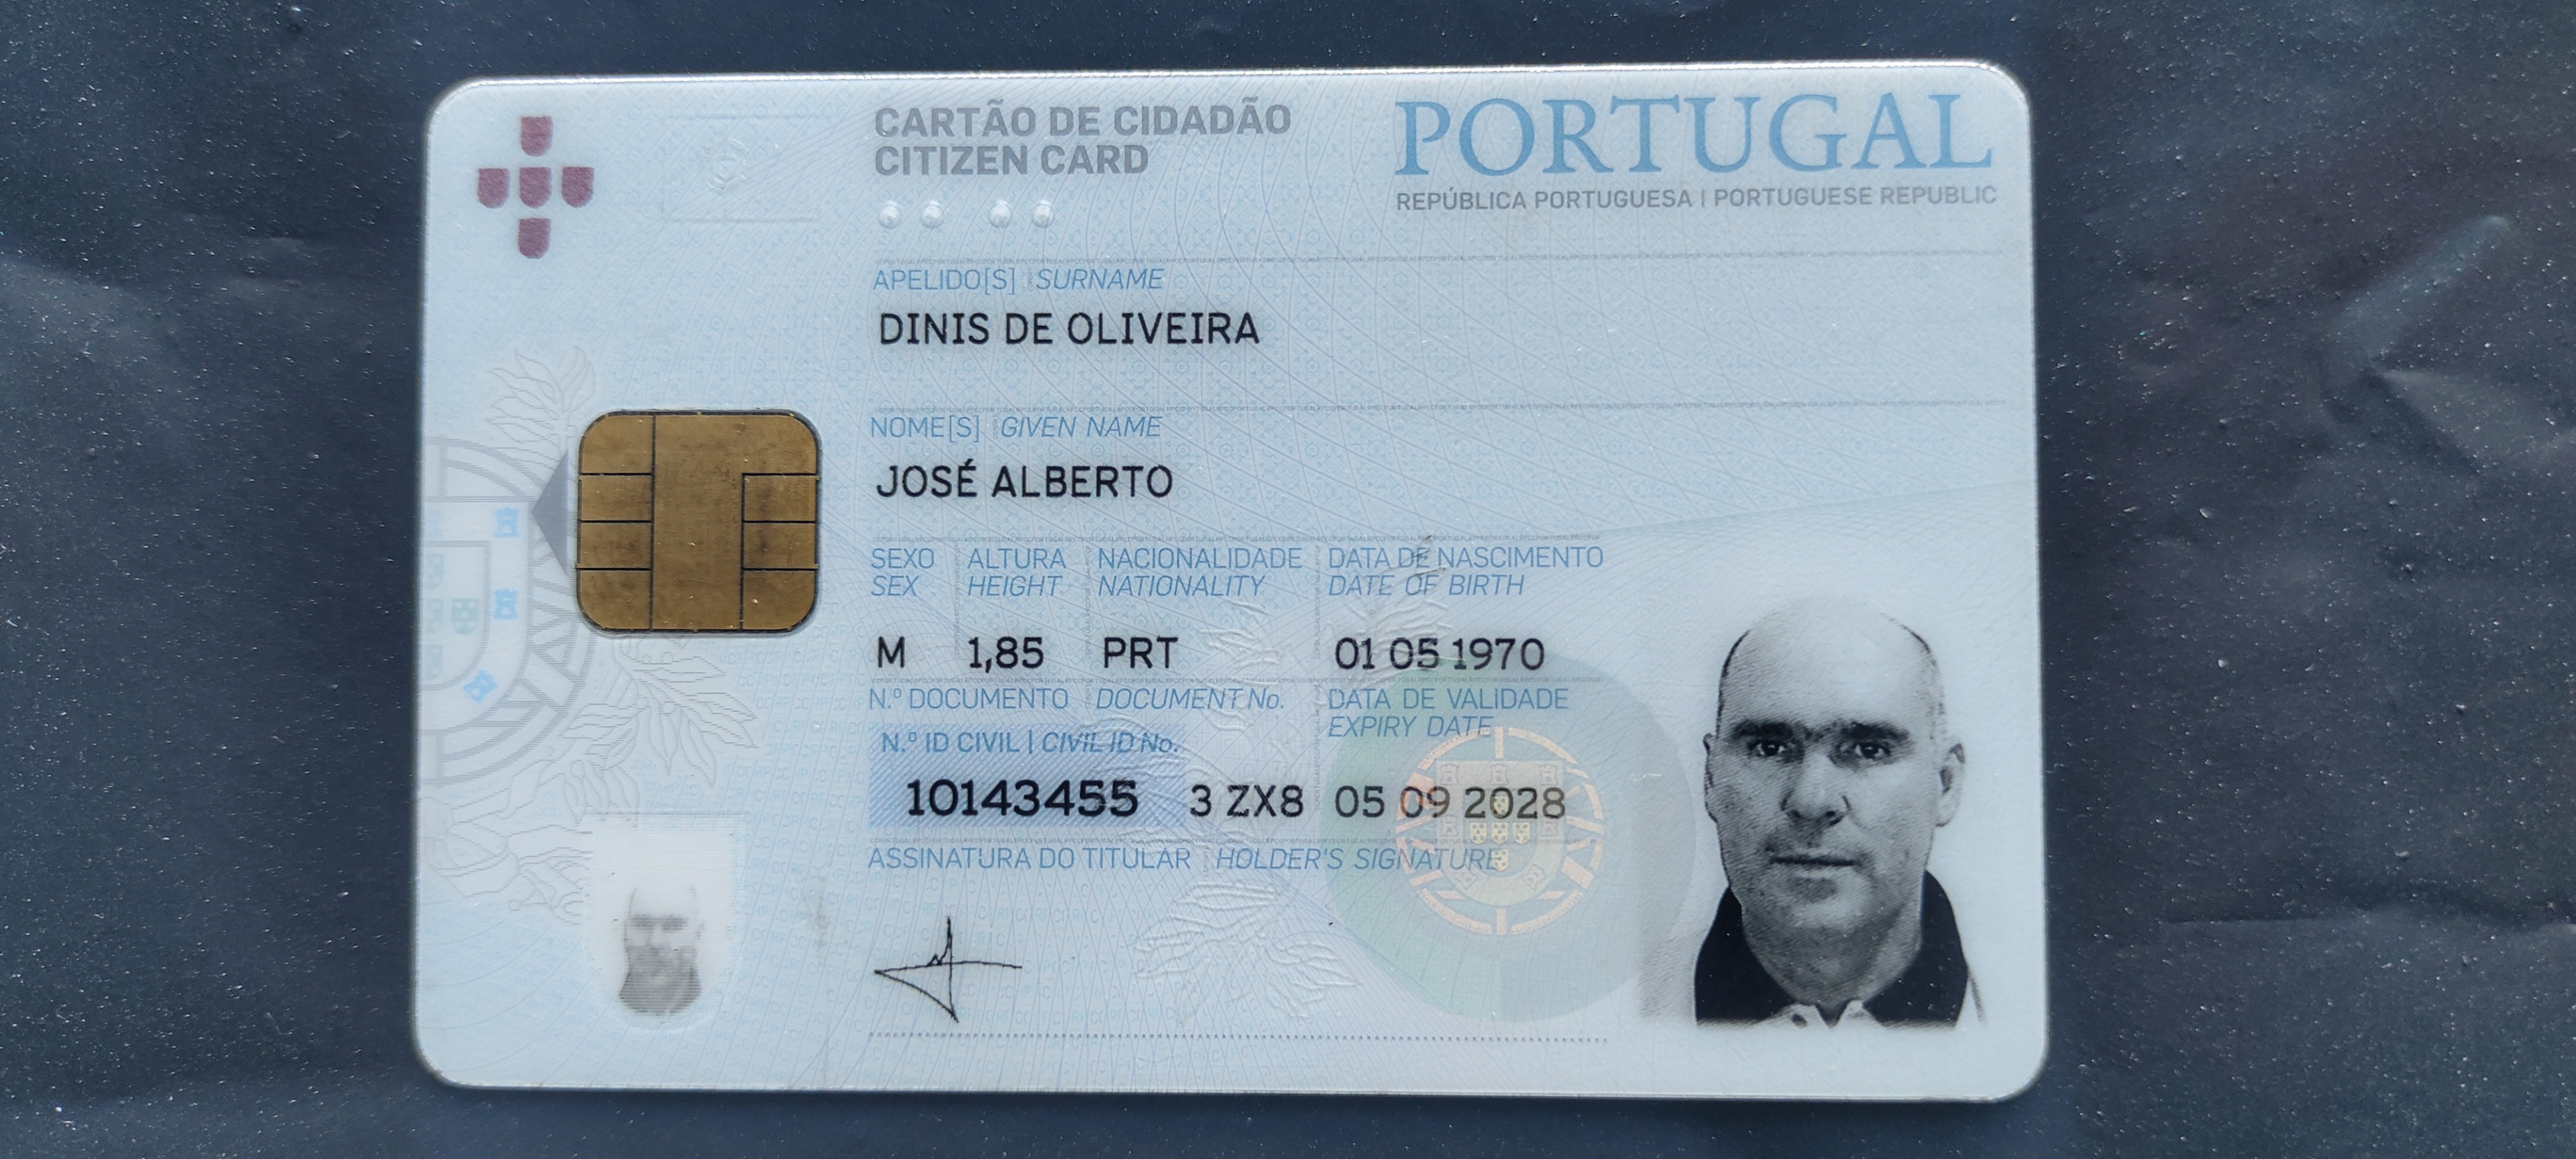 CARTÃO DE CIDADÃO
CITIZEN CARD
PORTUGAL
REPÚBLICA PORTUGUESA | PORTUGUESE REPUBLIC
APELIDO[S] SURNAME
DINIS DE OLIVEIRA
NOME[S] GIVEN NAME
JOSÉ ALBERTO
SEXO ALTURA NACIONALIDADE DATA DE NASCIMENTO
SEX HEIGHT NATIONALITY DATE OF BIRTH
M 1,85 PRT 01 05 1970
N.º DOCUMENTO DOCUMENT No. DATA DE VALIDADE
N.º ID CIVIL | CIVIL ID No. EXPIRY DATE
10143455 3 ZX8 05 09 2028
ASSINATURA DO TITULAR HOLDER'S SIGNATURE